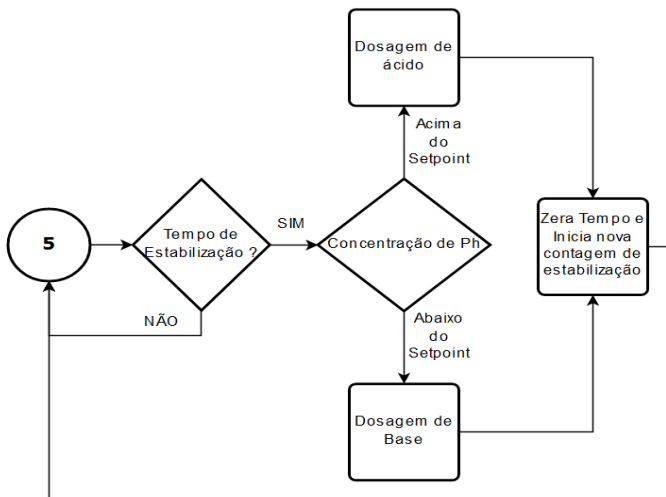 Dosagem de
ácido
Acima
do
Setpoint
5
Tempo de
Estabilização ?
SIM
Concentração de Ph
Zera Tempo e
Inicia nova
contagem de
estabilização
NÃO
Abaixo
do
Setpoint
Dosagem de
Base